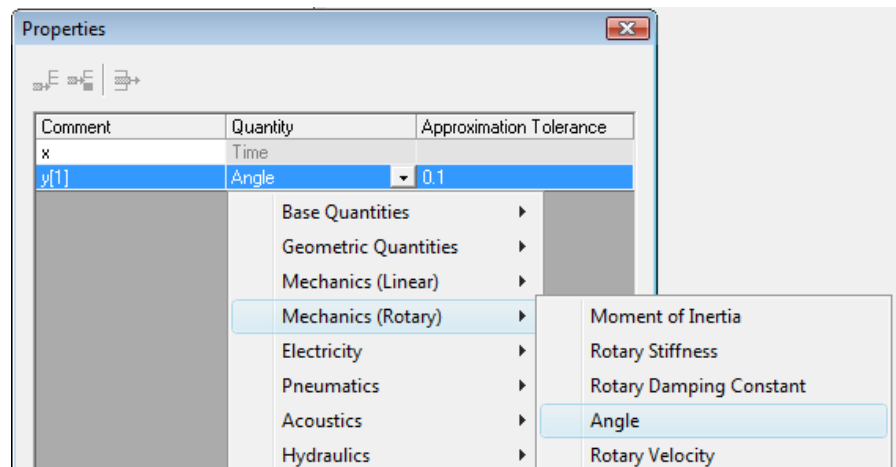 Properties
Comment Quantity Approximation Tolerance
x Time
y[1] Angle 0.1
Base Quantities
Geometric Quantities
Mechanics (Linear)
Mechanics (Rotary) Moment of Inertia
Electricity Rotary Stiffness
Pneumatics Rotary Damping Constant
Acoustics Angle
Hydraulics Rotary Velocity